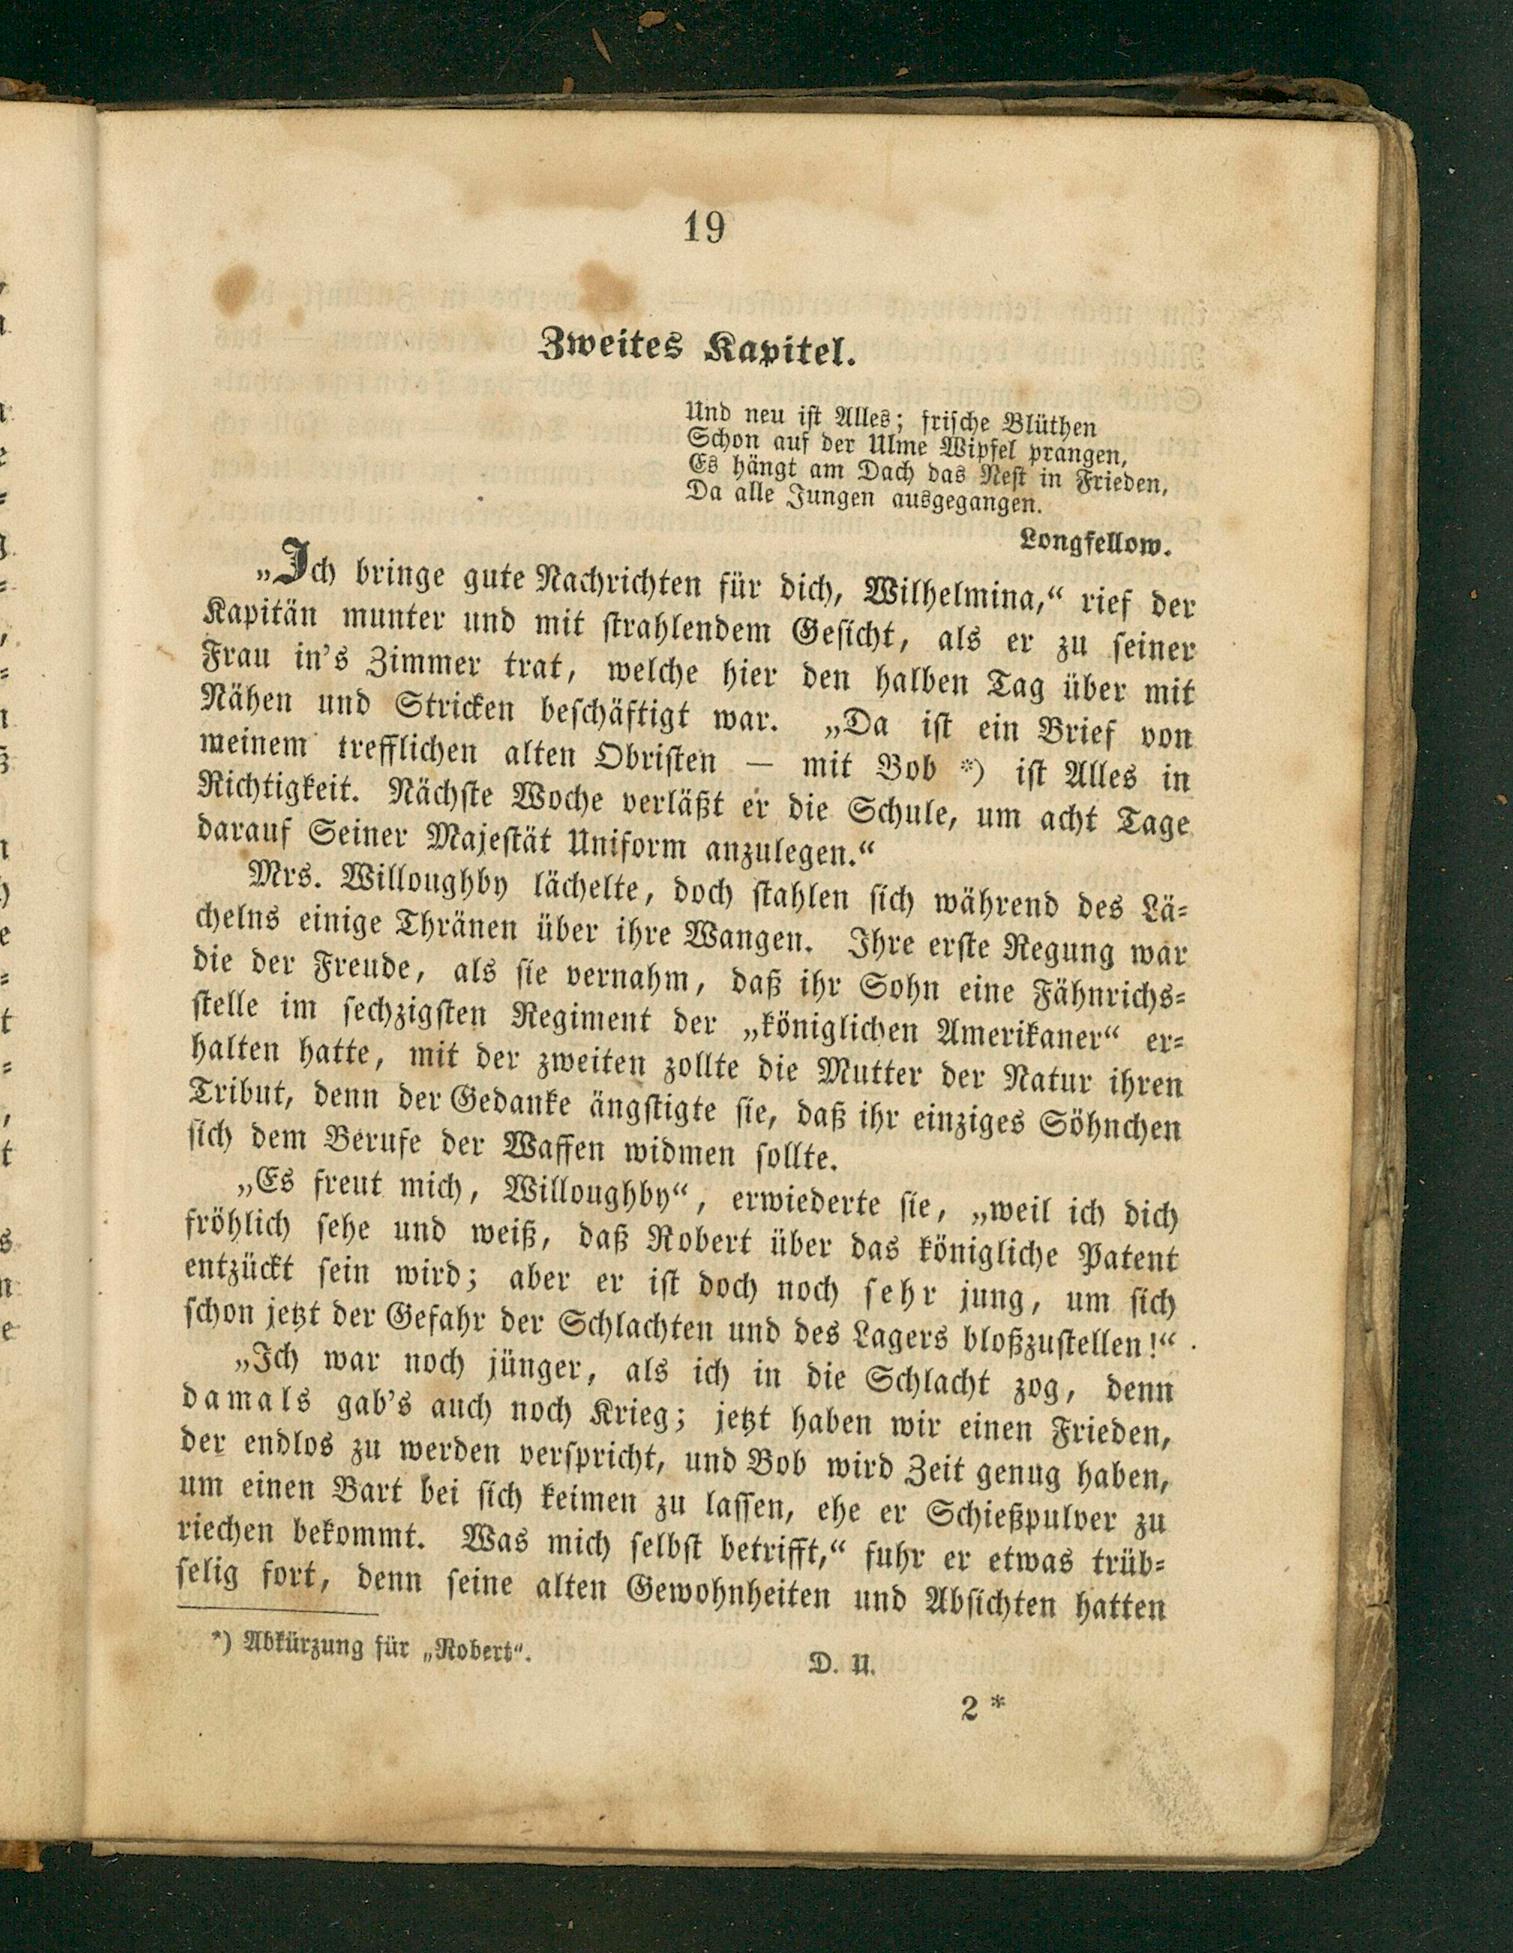 19
Zweites Kapitel.
Und neu iſt Alles; friſche Blüthen
Schon auf der Ulme Wipfel prangen,
Es hängt am Dach das Neſt in Frieden,
Da alle Jungen ausgegangen.
Longfellow.
„Ich bringe gute Nachrichten für dich, Wilhelmina,“ rief der
Kapitän munter und mit ſtrahlendem Geſicht, als er zu ſeiner
Frau in's Zimmer trat, welche hier den halben Tag über mit
Nähen und Stricken beſchäftigt war. „Da iſt ein Brief von
meinem trefflichen alten Obriſten — mit Bob *) iſt Alles in
Richtigkeit. Nächſte Woche verläßt er die Schule, um acht Tage
darauf Seiner Majeſtät Uniform anzulegen.“
Mrs. Willoughby lächelte, doch ſtahlen ſich während des Lä-
chelns einige Thränen über ihre Wangen. Ihre erſte Regung war
die der Freude, als ſie vernahm, daß ihr Sohn eine Fähnrichs-
ſtelle im ſechzigſten Regiment der „königlichen Amerikaner“ er-
halten hatte, mit der zweiten zollte die Mutter der Natur ihren
Tribut, denn der Gedanke ängſtigte ſie, daß ihr einziges Söhnchen
ſich dem Berufe der Waffen widmen ſollte.
„Es freut mich, Willoughby“, erwiederte ſie, „weil ich dich
fröhlich ſehe und weiß, daß Robert über das königliche Patent
entzückt ſein wird; aber er iſt doch noch ſehr jung, um ſich
ſchon jetzt der Gefahr der Schlachten und des Lagers bloßzuſtellen!“
„Ich war noch jünger, als ich in die Schlacht zog, denn
damals gab's auch noch Krieg; jetzt haben wir einen Frieden,
der endlos zu werden verſpricht, und Bob wird Zeit genug haben,
um einen Bart bei ſich keimen zu laſſen, ehe er Schießpulver zu
riechen bekommt. Was mich ſelbſt betrifft,“ fuhr er etwas trüb-
ſelig fort, denn ſeine alten Gewohnheiten und Abſichten hatten
*) Abkürzung für „Robert“.
D. U.
2 *